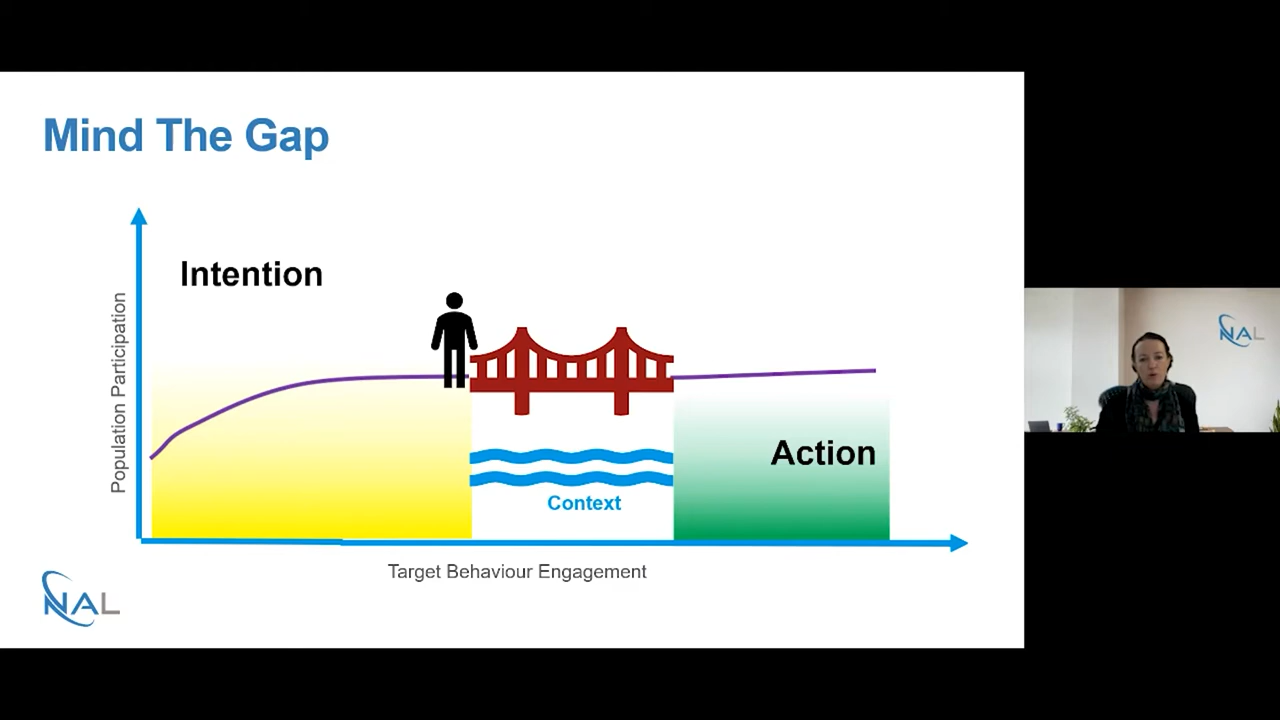 Mind The Gap
Intention
Population Participation
Action
Context
Target Behaviour Engagement
NAL
NAL